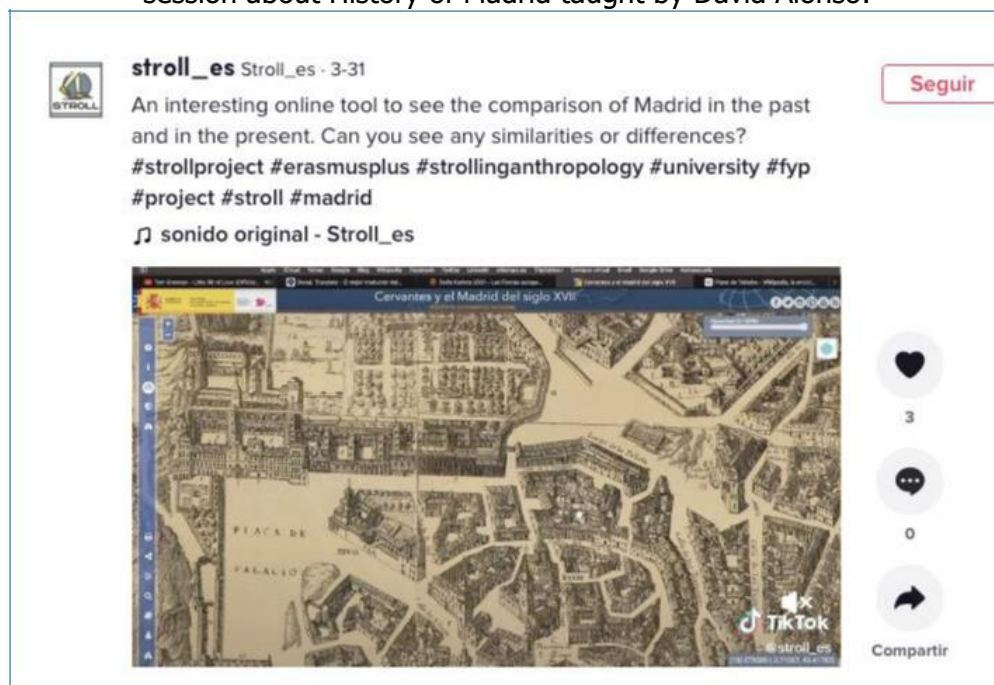 session about History of Madrid taught by David Alonso.
stroll_es Stroll_es · 3-31
Seguir
STROLL
An interesting online tool to see the comparison of Madrid in the past
and in the present. Can you see any similarities or differences?
#strollproject #erasmusplus #strollinganthropology #university #fyp
#project #stroll #madrid
sonido original - Stroll_es
Cervantes y el Madrid del siglo XVII
PLAÇA DE
PALACIO
3
0
TikTok
@stroll_es
Compartir